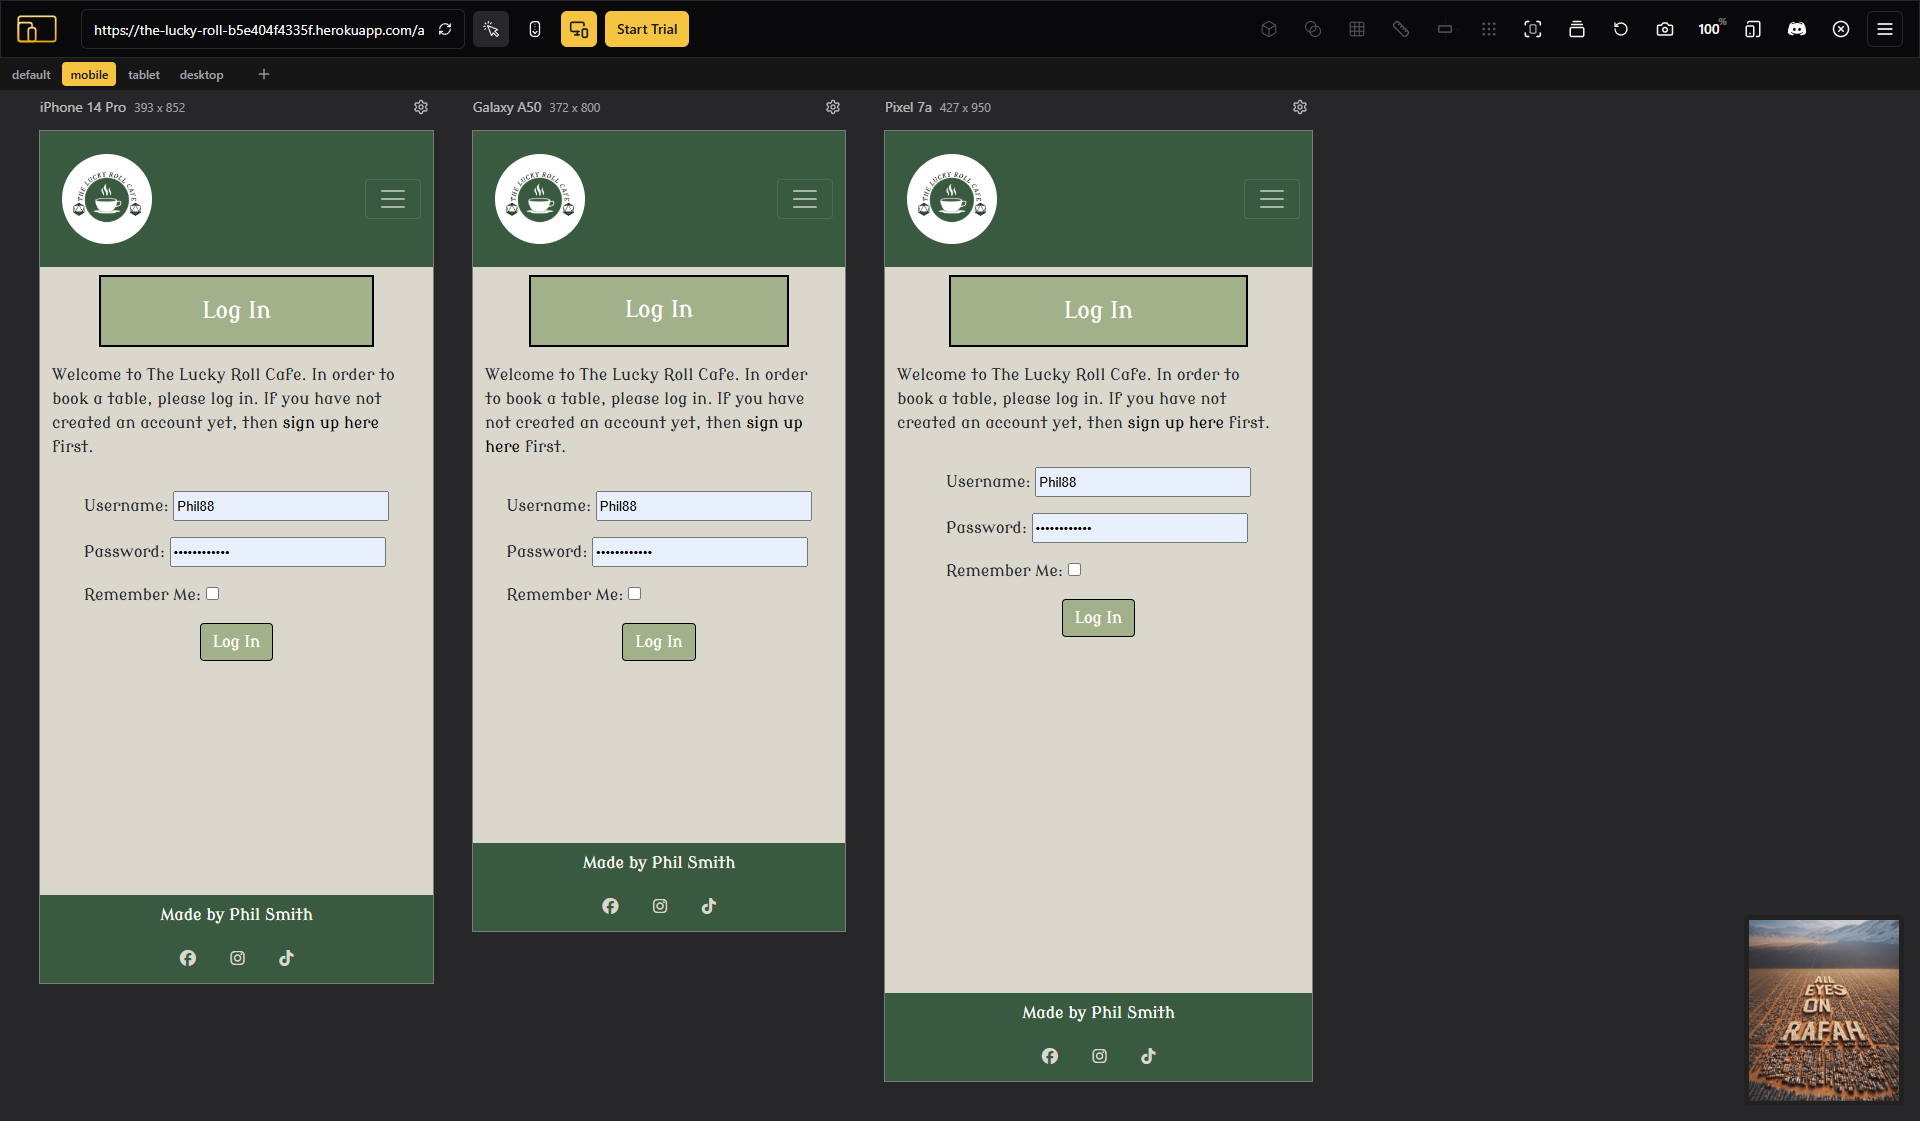 https://the-lucky-roll-b5e404f4335f.herokuapp.com/a
Start Trial
100%
default mobile tablet desktop +
iPhone 14 Pro 393 x 852
THE LUCKY ROLL CAFE
Log In
Welcome to The Lucky Roll Cafe. In order to
book a table, please log in. If you have not
created an account yet, then sign up here
first.
Username: Phil88
Password: ••••••••••••
Remember Me:
Log In
Made by Phil Smith
Galaxy A50 372 x 800
THE LUCKY ROLL CAFE
Log In
Welcome to The Lucky Roll Cafe. In order
to book a table, please log in. If you have
not created an account yet, then sign up
here first.
Username: Phil88
Password: ••••••••••••
Remember Me:
Log In
Made by Phil Smith
Pixel 7a 427 x 950
THE LUCKY ROLL CAFE
Log In
Welcome to The Lucky Roll Cafe. In order to
book a table, please log in. If you have not
created an account yet, then sign up here first.
Username: Phil88
Password: ••••••••••••
Remember Me:
Log In
Made by Phil Smith
ALL
EYES
ON
RAFAH